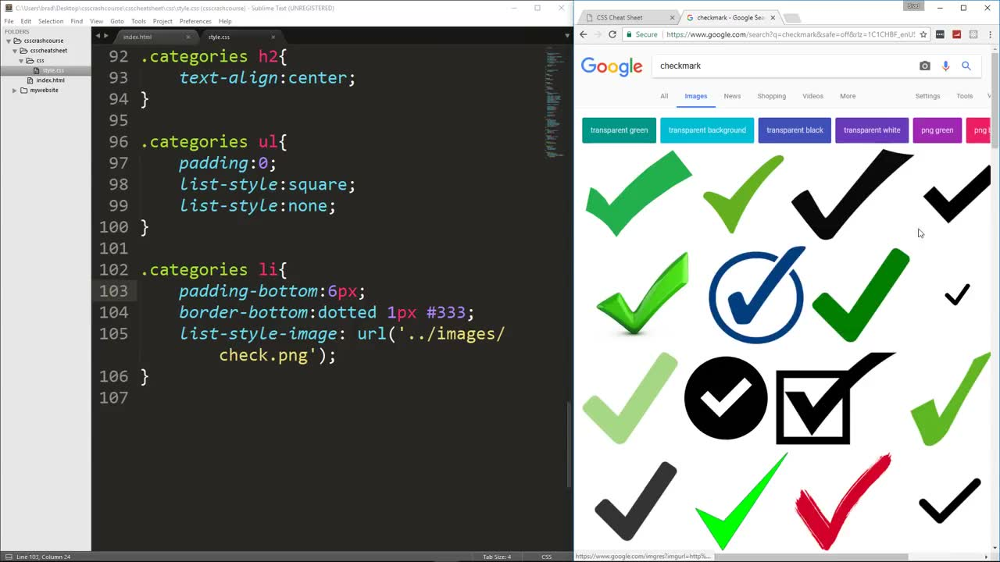 C:\Users\brad\Desktop\csscrashcourse\csscheatsheet\css\style.css (csscrashcourse) - Sublime Text (UNREGISTERED)
File Edit Selection Find View Goto Tools Project Preferences Help
FOLDERS
csscrashcourse
csscheatsheet
css
style.css
index.html
mywebsite
index.html
style.css
92 .categories h2{
93 text-align:center;
94 }
95
96 .categories ul{
97 padding:0;
98 list-style:square;
99 list-style:none;
100 }
101
102 .categories li{
103 padding-bottom:6px;
104 border-bottom:dotted 1px #333;
105 list-style-image: url('../images/
check.png');
106 }
107
Line 103, Column 24
Tab Size: 4
CSS
Brad
CSS Cheat Sheet
checkmark - Google Sea
Secure
https://www.google.com/search?q=checkmark&safe=off&rlz=1C1CHBF_enUS
Google
checkmark
All Images News Shopping Videos More Settings Tools
transparent green transparent background transparent black transparent white png green png b
https://www.google.com/imgres?imgurl=http%...